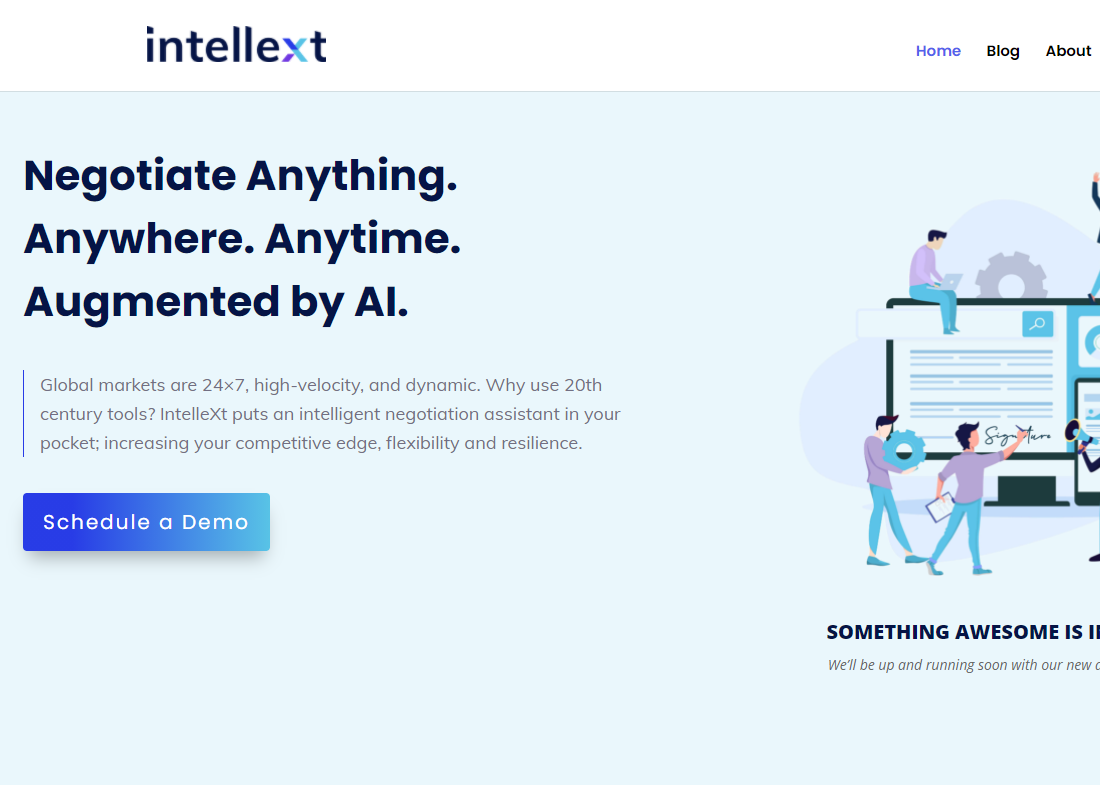 intellext
Home Blog About
Negotiate Anything.
Anywhere. Anytime.
Augmented by AI.
Global markets are 24×7, high-velocity, and dynamic. Why use 20th
century tools? IntelleXt puts an intelligent negotiation assistant in your
pocket; increasing your competitive edge, flexibility and resilience.
Schedule a Demo
Signature
SOMETHING AWESOME IS
We'll be up and running soon with our new